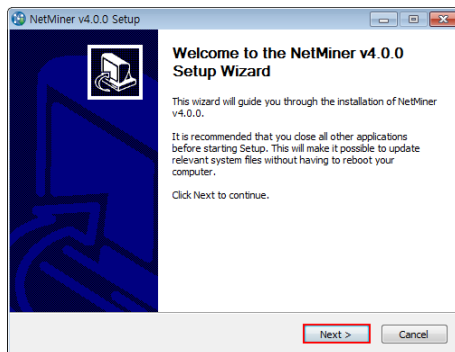 NetMiner v4.0.0 Setup
Welcome to the NetMiner v4.0.0
Setup Wizard
This wizard will guide you through the installation of NetMiner
v4.0.0.
It is recommended that you close all other applications
before starting Setup. This will make it possible to update
relevant system files without having to reboot your
computer.
Click Next to continue.
Next >
Cancel